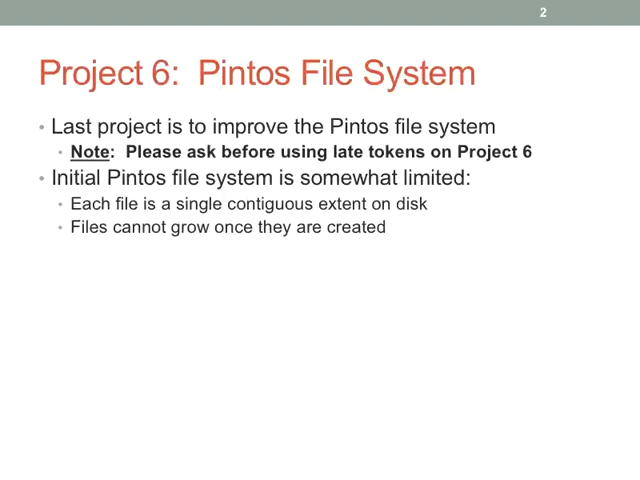 2
Project 6:  Pintos File System
• Last project is to improve the Pintos file system
• Note:  Please ask before using late tokens on Project 6
• Initial Pintos file system is somewhat limited:
• Each file is a single contiguous extent on disk
• Files cannot grow once they are created